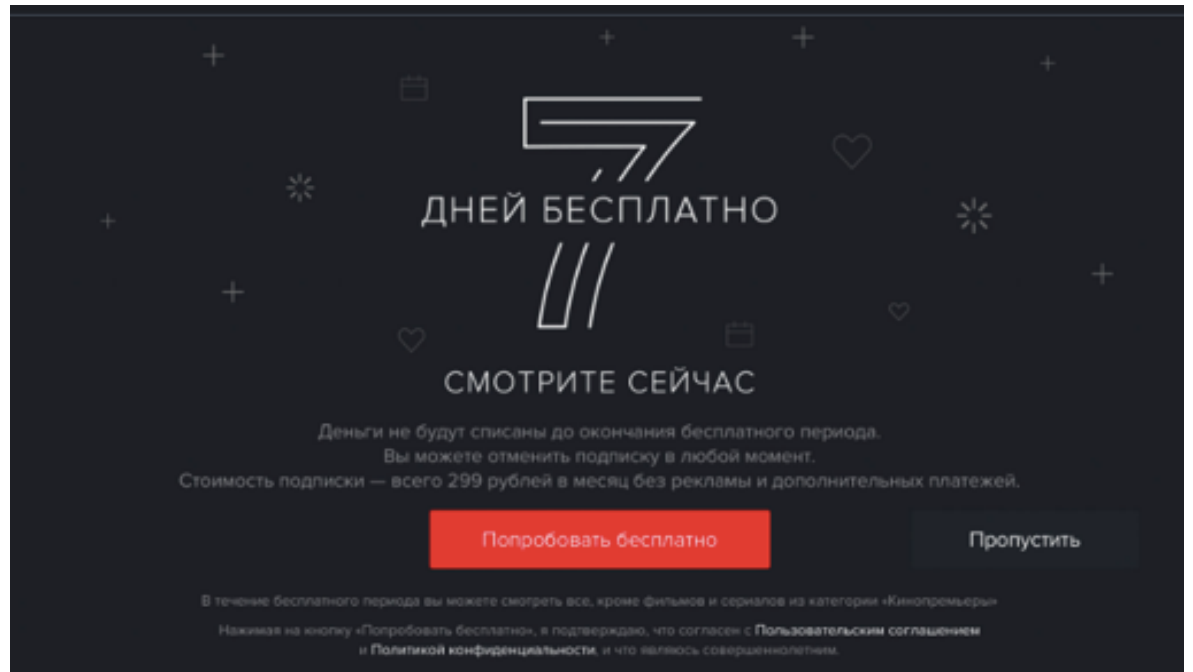 7
ДНЕЙ БЕСПЛАТНО
СМОТРИТЕ СЕЙЧАС
Деньги не будут списаны до окончания бесплатного периода.
Вы можете отменить подписку в любой момент.
Стоимость подписки — всего 299 рублей в месяц без рекламы и дополнительных платежей.
Попробовать бесплатно
Пропустить
В течение бесплатного периода вы можете смотреть все, кроме фильмов и сериалов из категории «Кинопремьеры»
Нажимая на кнопку «Попробовать бесплатно», я подтверждаю, что согласен с Пользовательским соглашением
и Политикой конфиденциальности, и что являюсь совершеннолетним.